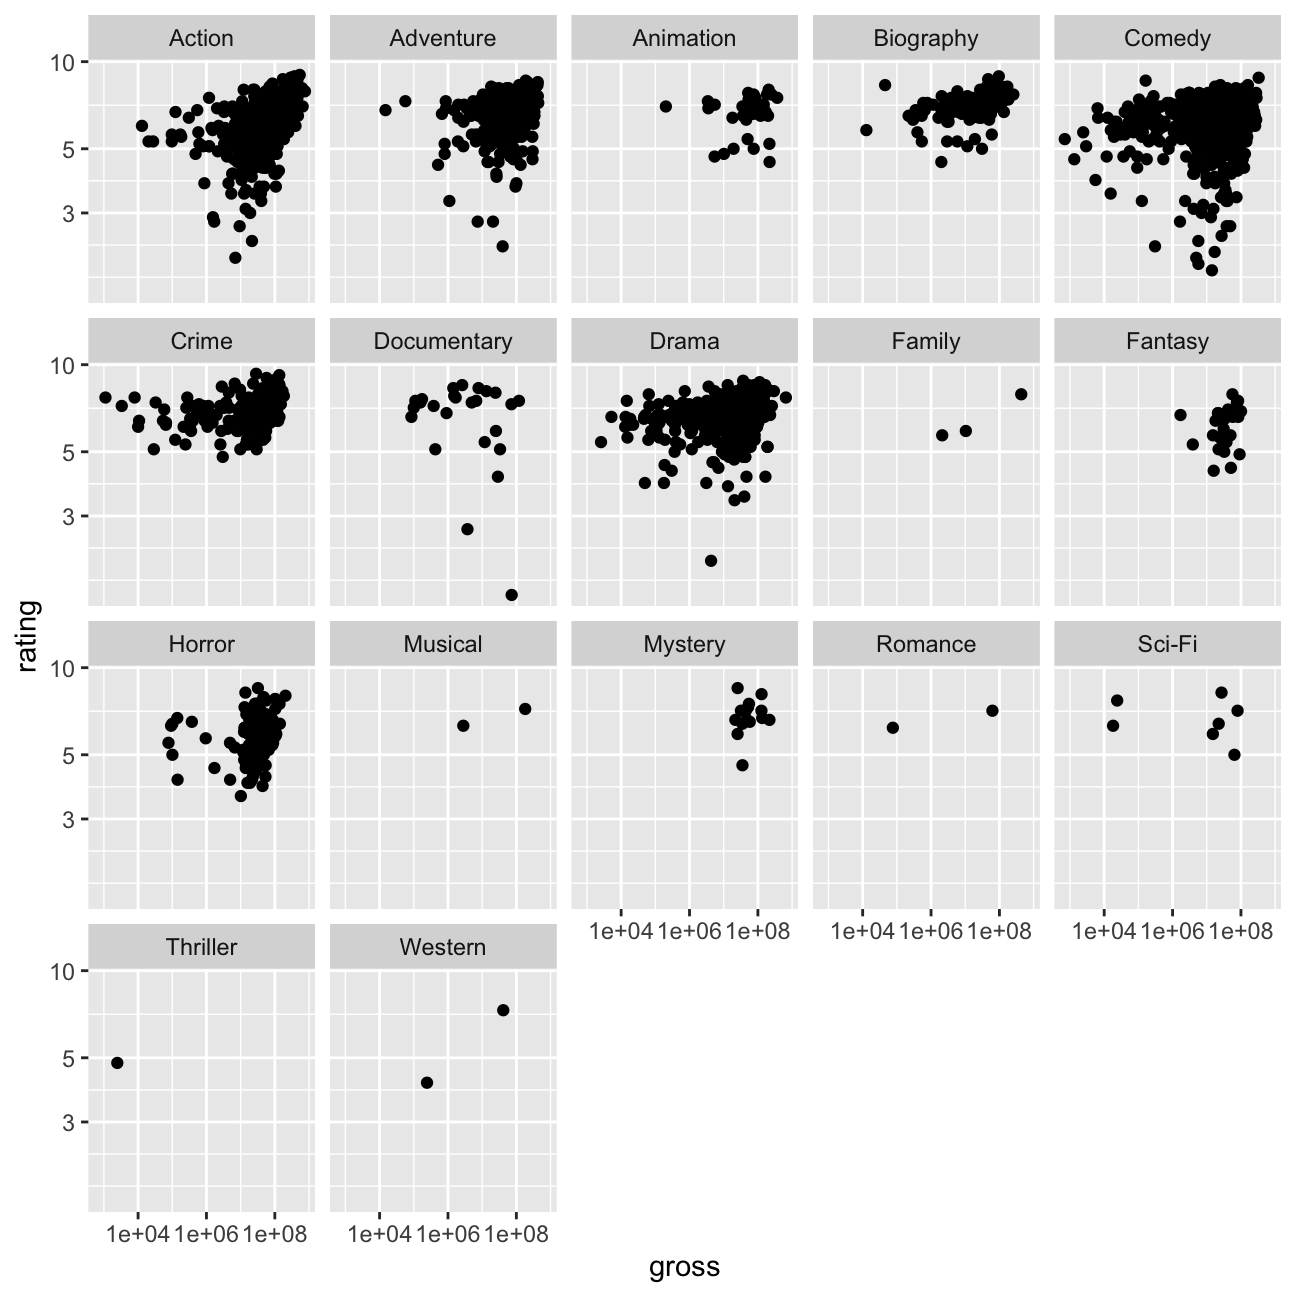 Action Adventure Animation Biography Comedy
10
5
3
Crime Documentary Drama Family Fantasy
10
5
3
rating
Horror Musical Mystery Romance Sci-Fi
10
5
3
1e+04 1e+06 1e+08 1e+04 1e+06 1e+08 1e+04 1e+06 1e+08
Thriller Western
10
5
3
1e+04 1e+06 1e+08 1e+04 1e+06 1e+08
gross